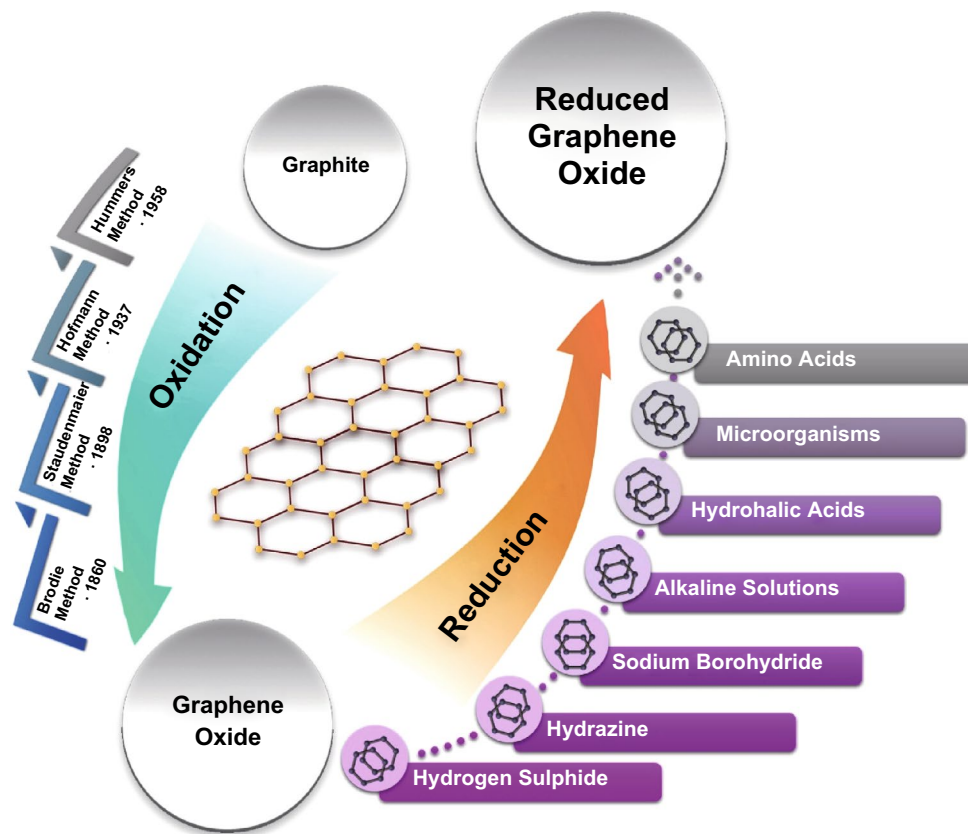 Graphite
Reduced
Graphene
Oxide
Hummers
Method
· 1958
Hofmann
Method
· 1937
Staudenmaier
Method
· 1898
Brodie
Method
· 1860
Oxidation
Reduction
Graphene
Oxide
Amino Acids
Microorganisms
Hydrohalic Acids
Alkaline Solutions
Sodium Borohydride
Hydrazine
Hydrogen Sulphide